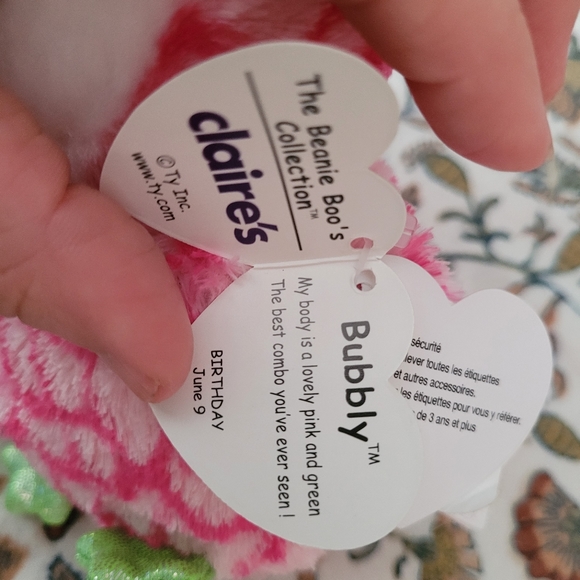 The Beanie Boo's
Collection™
claire's
© Ty Inc.
www.ty.com
Bubbly™
My body is a lovely pink and green
The best combo you've ever seen !
BIRTHDAY
June 9
sécurité
lever toutes les étiquettes
et autres accessoires.
les étiquettes pour vous y référer.
de 3 ans et plus